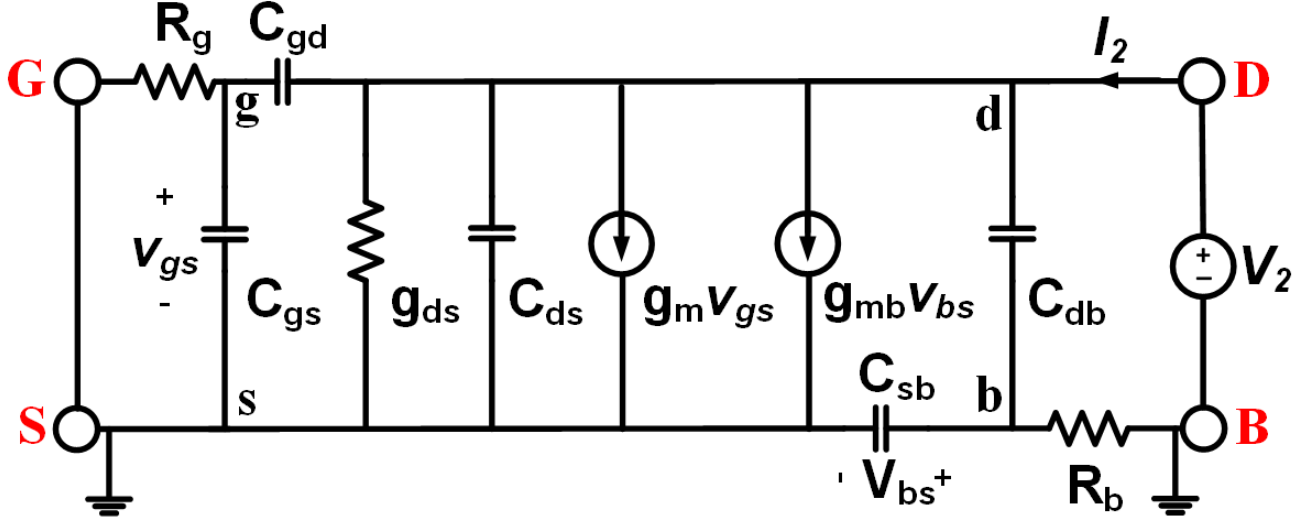 Rg
Cgd
I2
G
g
d
D
+
vgs
-
Cgs
gds
Cds
gmvgs
gmbvbs
Cdb
+
−
V2
S
s
Csb
b
B
' Vbs+
Rb